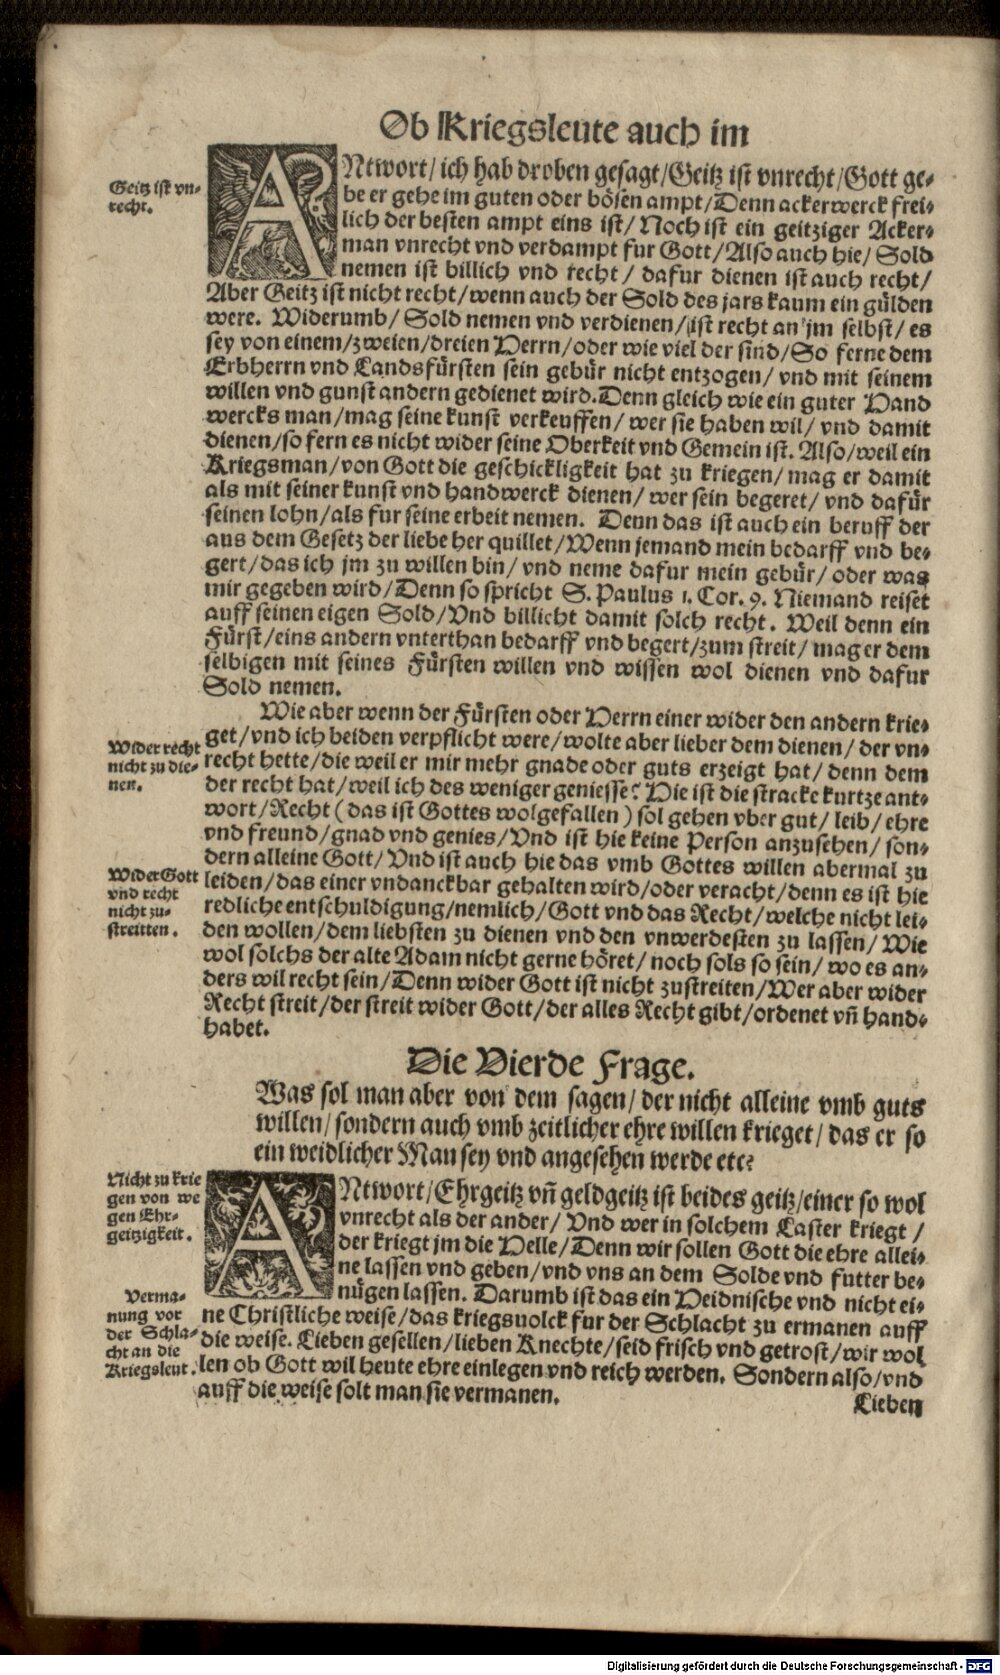 Ob Kriegsleute auch im
Geitz ist vn-
recht.
ANtwort/ ich hab droben gesagt/Geitz ist vnrecht/Gott ge-
be er gehe im guten oder bösen ampt/Denn ackerwerck frei-
lich der besten ampt eins ist/Noch ist ein geitziger Acker-
man vnrecht vnd verdampt fur Gott/Also auch hie/ Sold
nemen ist billich vnd recht/ dafur dienen ist auch recht/
Aber Geitz ist nicht recht/wenn auch der Sold des jars kaum ein gülden
were. Widerumb/ Sold nemen vnd verdienen/ist recht an jm selbst/ es
sey von einem/zweien/dreien Herrn/oder wie viel der sind/So ferne dem
Erbherrn vnd Landsfürsten sein gebür nicht entzogen/ vnd mit seinem
willen vnd gunst andern gedienet wird. Denn gleich wie ein guter Hand
wercks man/mag seine kunst verkeuffen/ wer sie haben wil/ vnd damit
dienen/so fern es nicht wider seine Oberkeit vnd Gemein ist. Also/weil ein
Kriegsman/von Gott die geschickligkeit hat zu kriegen/mag er damit
als mit seiner kunst vnd handwerck dienen/ wer sein begeret/ vnd dafür
seinen lohn/als fur seine erbeit nemen. Denn das ist auch ein beruff der
aus dem Gesetz der liebe her quillet/Wenn jemand mein bedarff vnd be-
gert/das ich jm zu willen bin/ vnd neme dafur mein gebür/ oder was
mir gegeben wird/Denn so spricht S. Paulus 1. Cor. 9. Niemand reiset
auff seinen eigen Sold/Vnd billicht damit solch recht. Weil denn ein
Fürst/eins andern vnterthan bedarff vnd begert/zum streit/ mag er dem
selbigen mit seines Fürsten willen vnd wissen wol dienen vnd dafur
Sold nemen.
Wider recht
nicht zu die-
nen.
Wie aber wenn der Fürsten oder Herrn einer wider den andern krie-
get/vnd ich beiden verpflicht were/wolte aber lieber dem dienen/ der vn-
recht hette/die weil er mir mehr gnade oder guts erzeigt hat/ denn dem
der recht hat/weil ich des weniger geniesse? Hie ist die stracke kurtze ant-
wort/Recht (das ist Gottes wolgefallen) sol gehen vber gut/ leib/ ehre
vnd freund/gnad vnd genies/Vnd ist hie keine Person anzusehen/ son-
dern alleine Gott/Vnd ist auch hie das vmb Gottes willen abermal zu
Wider Gott
vnd recht
nicht zu-
streitten.
leiden/das einer vndanckbar gehalten wird/oder veracht/denn es ist hie
redliche entschuldigung/nemlich/Gott vnd das Recht/welche nicht lei-
den wollen/dem liebsten zu dienen vnd den vnwerdesten zu lassen/ Wie
wol solchs der alte Adam nicht gerne höret/ noch sols so sein/ wo es an-
ders wil recht sein/Denn wider Gott ist nicht zustreiten/Wer aber wider
Recht streit/der streit wider Gott/der alles Recht gibt/ordenet vñ hand-
habet.
Die Vierde Frage.
Was sol man aber von dem sagen/ der nicht alleine vmb guts
willen/ sondern auch vmb zeitlicher ehre willen krieget/ das er so
ein weidlicher Man sey vnd angesehen werde etc?
Nicht zu krie
gen von we
gen Ehr-
geitzigkeit.
ANtwort/Ehrgeitz vñ geldgeitz ist beides geitz/einer so wol
vnrecht als der ander/ Vnd wer in solchem Laster kriegt/
der kriegt jm die Helle/Denn wir sollen Gott die ehre allei-
ne lassen vnd geben/vnd vns an dem Solde vnd futter be-
nügen lassen. Darumb ist das ein Heidnische vnd nicht ei-
Verma-
nung vor
der Schla-
cht an die
Kriegsleut.
ne Christliche weise/das kriegsuolck fur der Schlacht zu ermanen auff
die weise. Lieben gesellen/lieben Knechte/seid frisch vnd getrost/wir wol
len ob Gott wil heute ehre einlegen vnd reich werden. Sondern also/vnd
auff die weise solt man sie vermanen.
Lieben
Digitalisierung gefördert durch die Deutsche Forschungsgemeinschaft - DFG